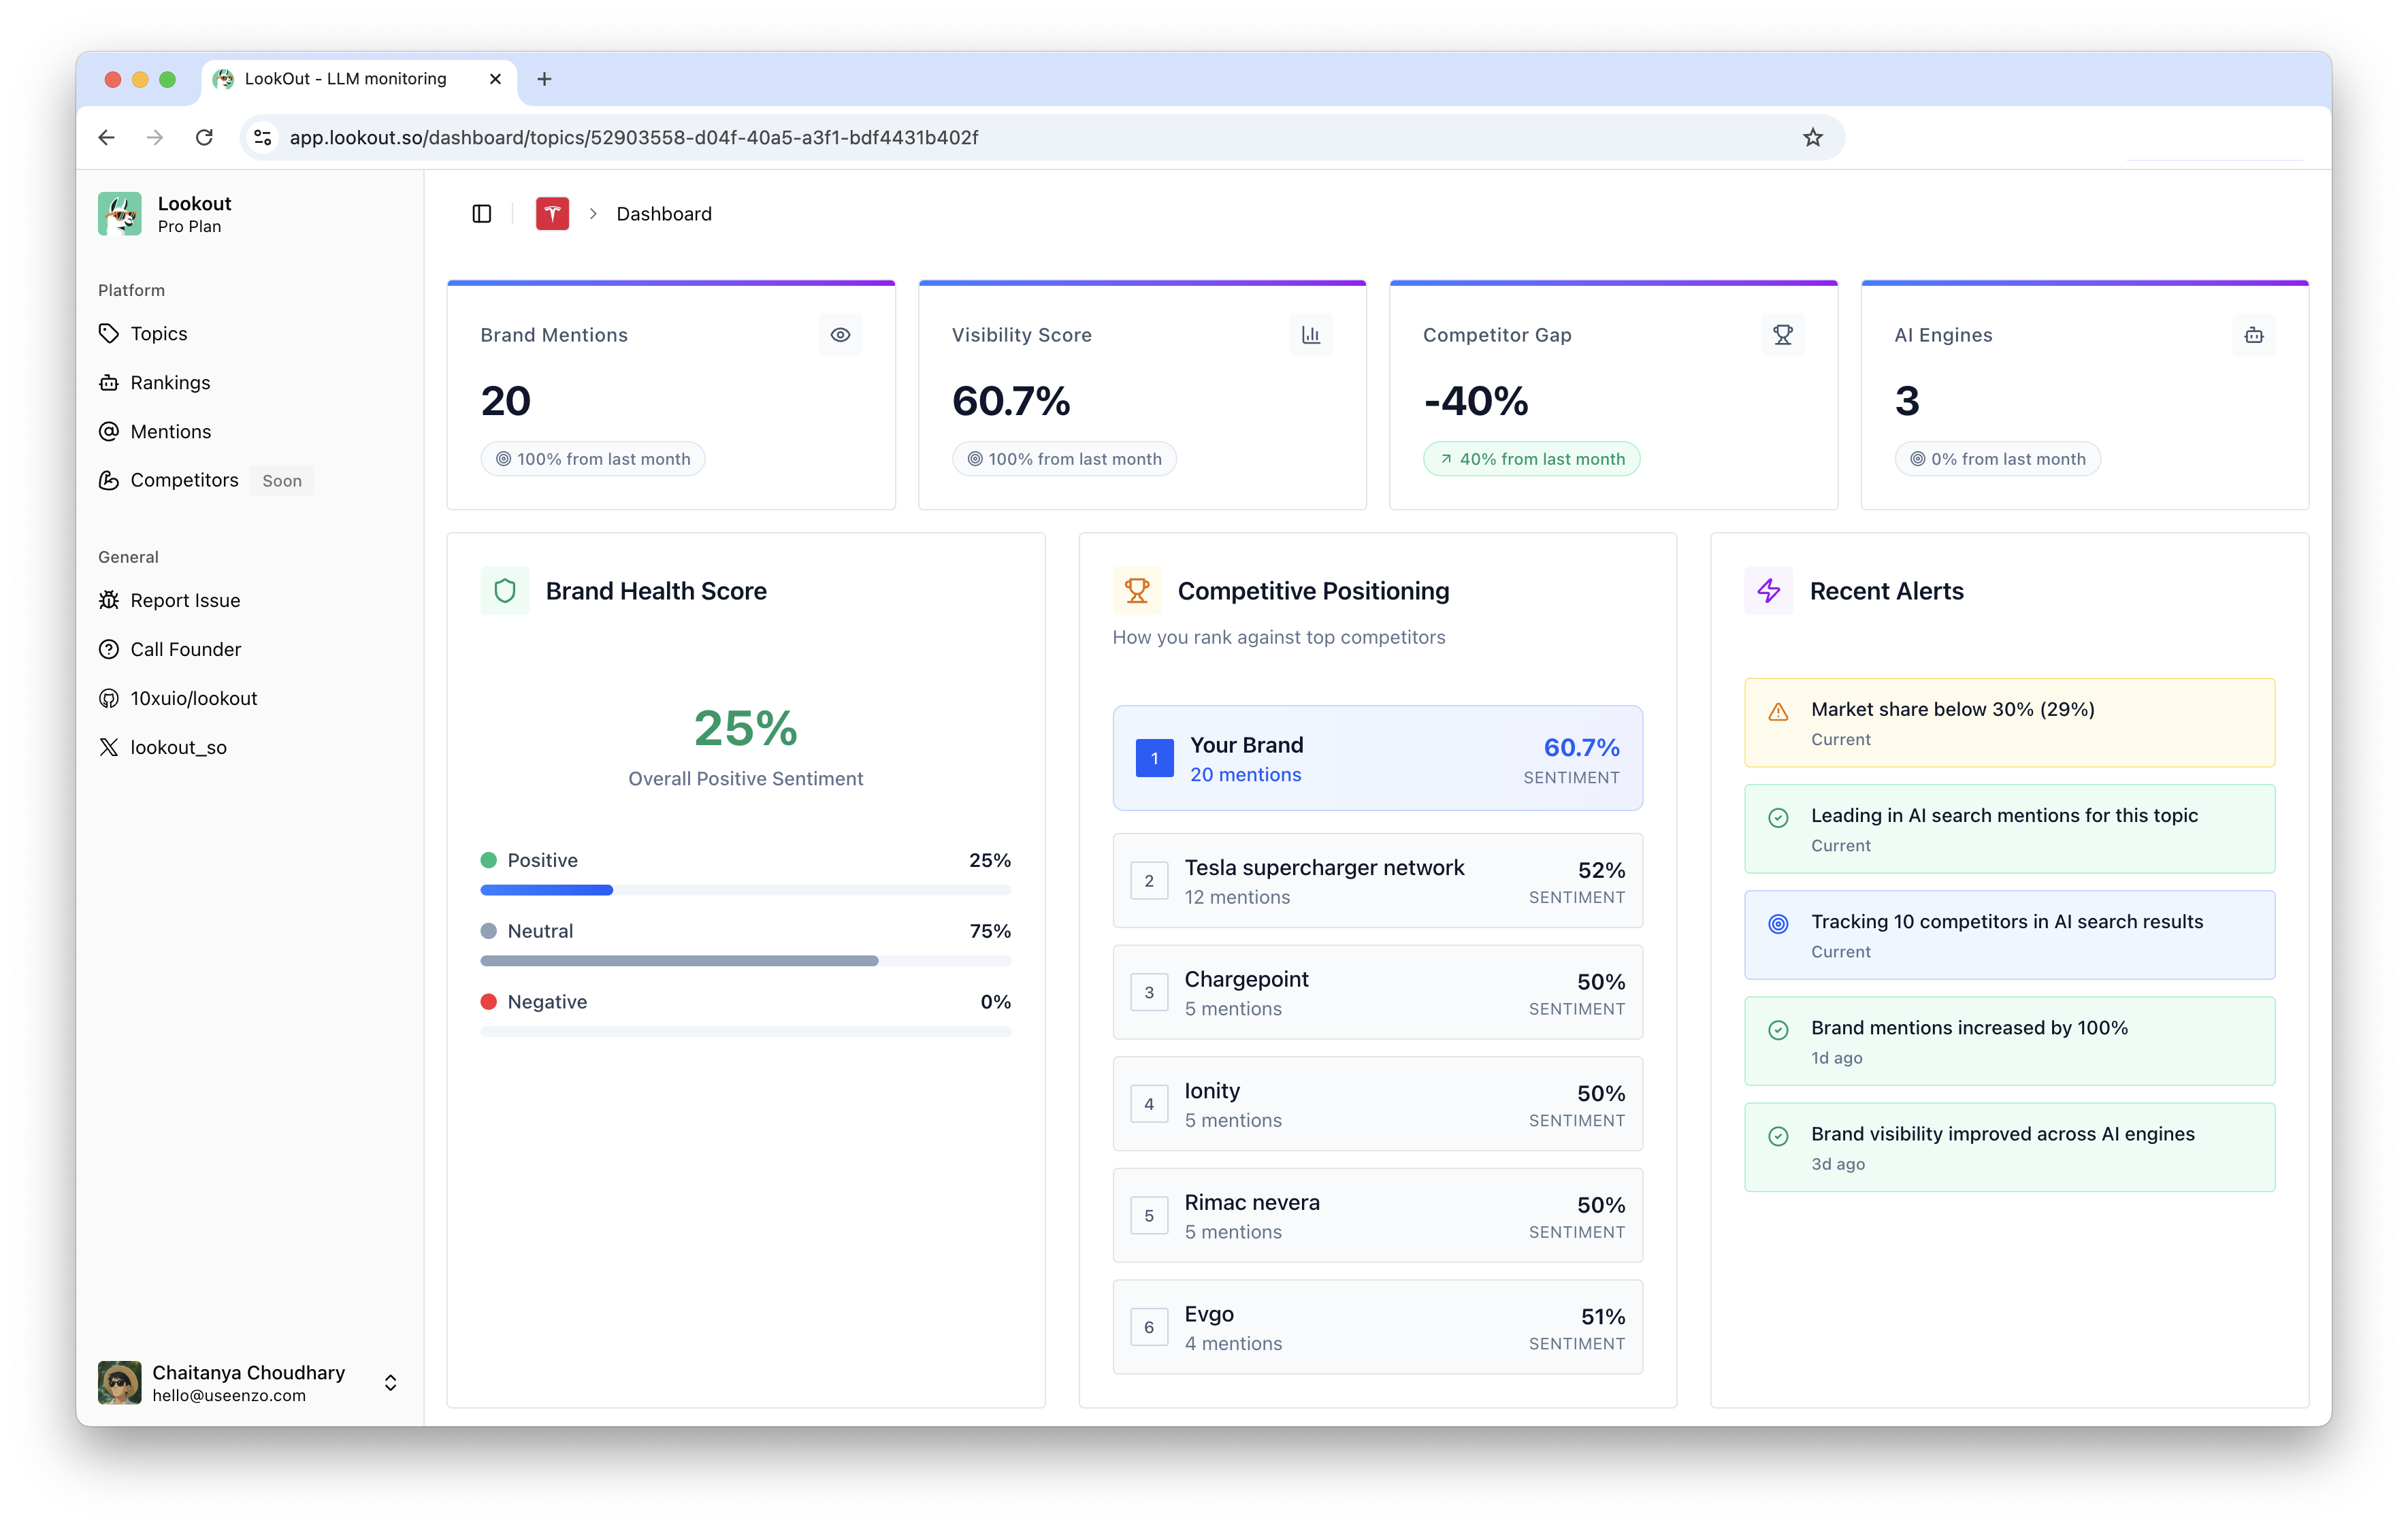 LookOut - LLM monitoring
app.lookout.so/dashboard/topics/52903558-d04f-40a5-a3f1-bdf4431b402f
Lookout
Pro Plan
Platform
Topics
Rankings
Mentions
Competitors Soon
General
Report Issue
Call Founder
10xuio/lookout
lookout_so
Chaitanya Choudhary
hello@useenzo.com
Dashboard
Brand Mentions
20
100% from last month
Visibility Score
60.7%
100% from last month
Competitor Gap
-40%
40% from last month
AI Engines
3
0% from last month
Brand Health Score
25%
Overall Positive Sentiment
Positive 25%
Neutral 75%
Negative 0%
Competitive Positioning
How you rank against top competitors
1 Your Brand 60.7%
20 mentions SENTIMENT
2 Tesla supercharger network 52%
12 mentions SENTIMENT
3 Chargepoint 50%
5 mentions SENTIMENT
4 Ionity 50%
5 mentions SENTIMENT
5 Rimac nevera 50%
5 mentions SENTIMENT
6 Evgo 51%
4 mentions SENTIMENT
Recent Alerts
Market share below 30% (29%)
Current
Leading in AI search mentions for this topic
Current
Tracking 10 competitors in AI search results
Current
Brand mentions increased by 100%
1d ago
Brand visibility improved across AI engines
3d ago